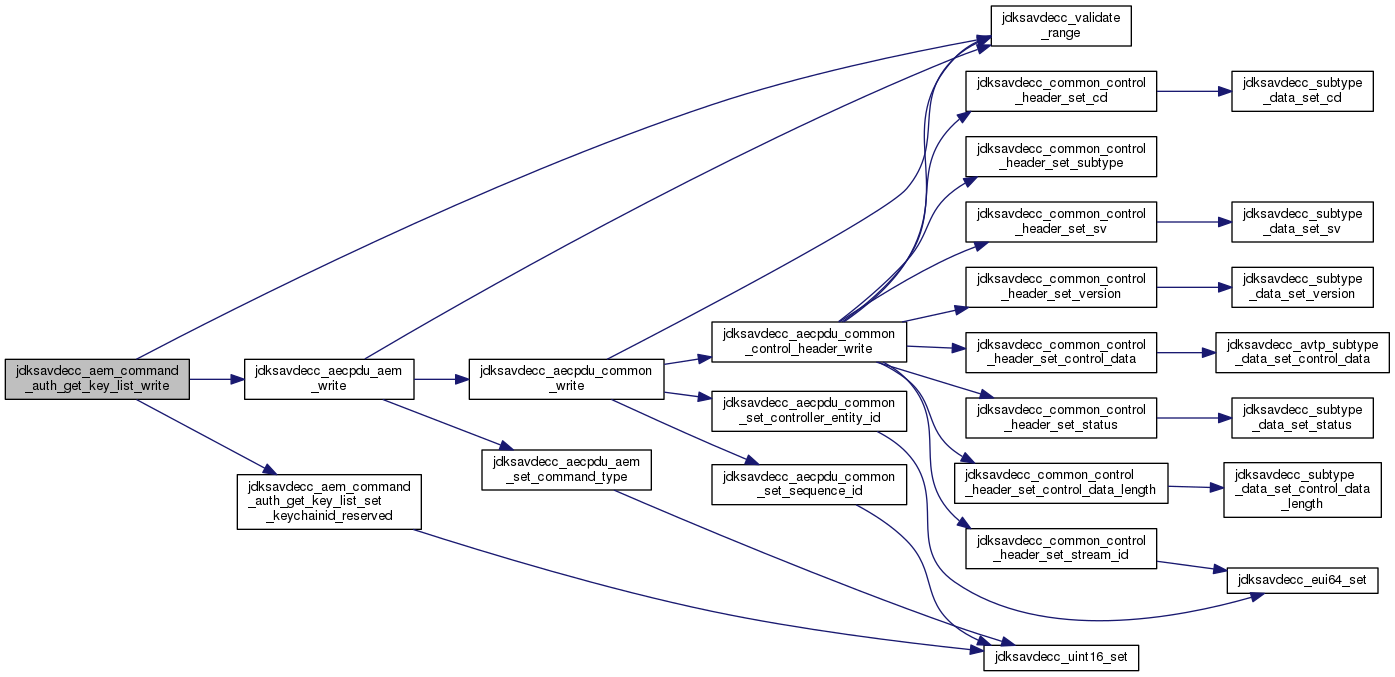 jdksavdecc_validate
_range
jdksavdecc_common_control
_header_set_cd
jdksavdecc_subtype
_data_set_cd
jdksavdecc_common_control
_header_set_subtype
jdksavdecc_common_control
_header_set_sv
jdksavdecc_subtype
_data_set_sv
jdksavdecc_common_control
_header_set_version
jdksavdecc_subtype
_data_set_version
jdksavdecc_aecpdu_common
_control_header_write
jdksavdecc_common_control
_header_set_control_data
jdksavdecc_avtp_subtype
_data_set_control_data
jdksavdecc_aem_command
_auth_get_key_list_write
jdksavdecc_aecpdu_aem
_write
jdksavdecc_aecpdu_common
_write
jdksavdecc_aecpdu_common
_set_controller_entity_id
jdksavdecc_common_control
_header_set_status
jdksavdecc_subtype
_data_set_status
jdksavdecc_aecpdu_aem
_set_command_type
jdksavdecc_aecpdu_common
_set_sequence_id
jdksavdecc_common_control
_header_set_control_data_length
jdksavdecc_subtype
_data_set_control_data
_length
jdksavdecc_aem_command
_auth_get_key_list_set
_keychainid_reserved
jdksavdecc_common_control
_header_set_stream_id
jdksavdecc_eui64_set
jdksavdecc_uint16_set